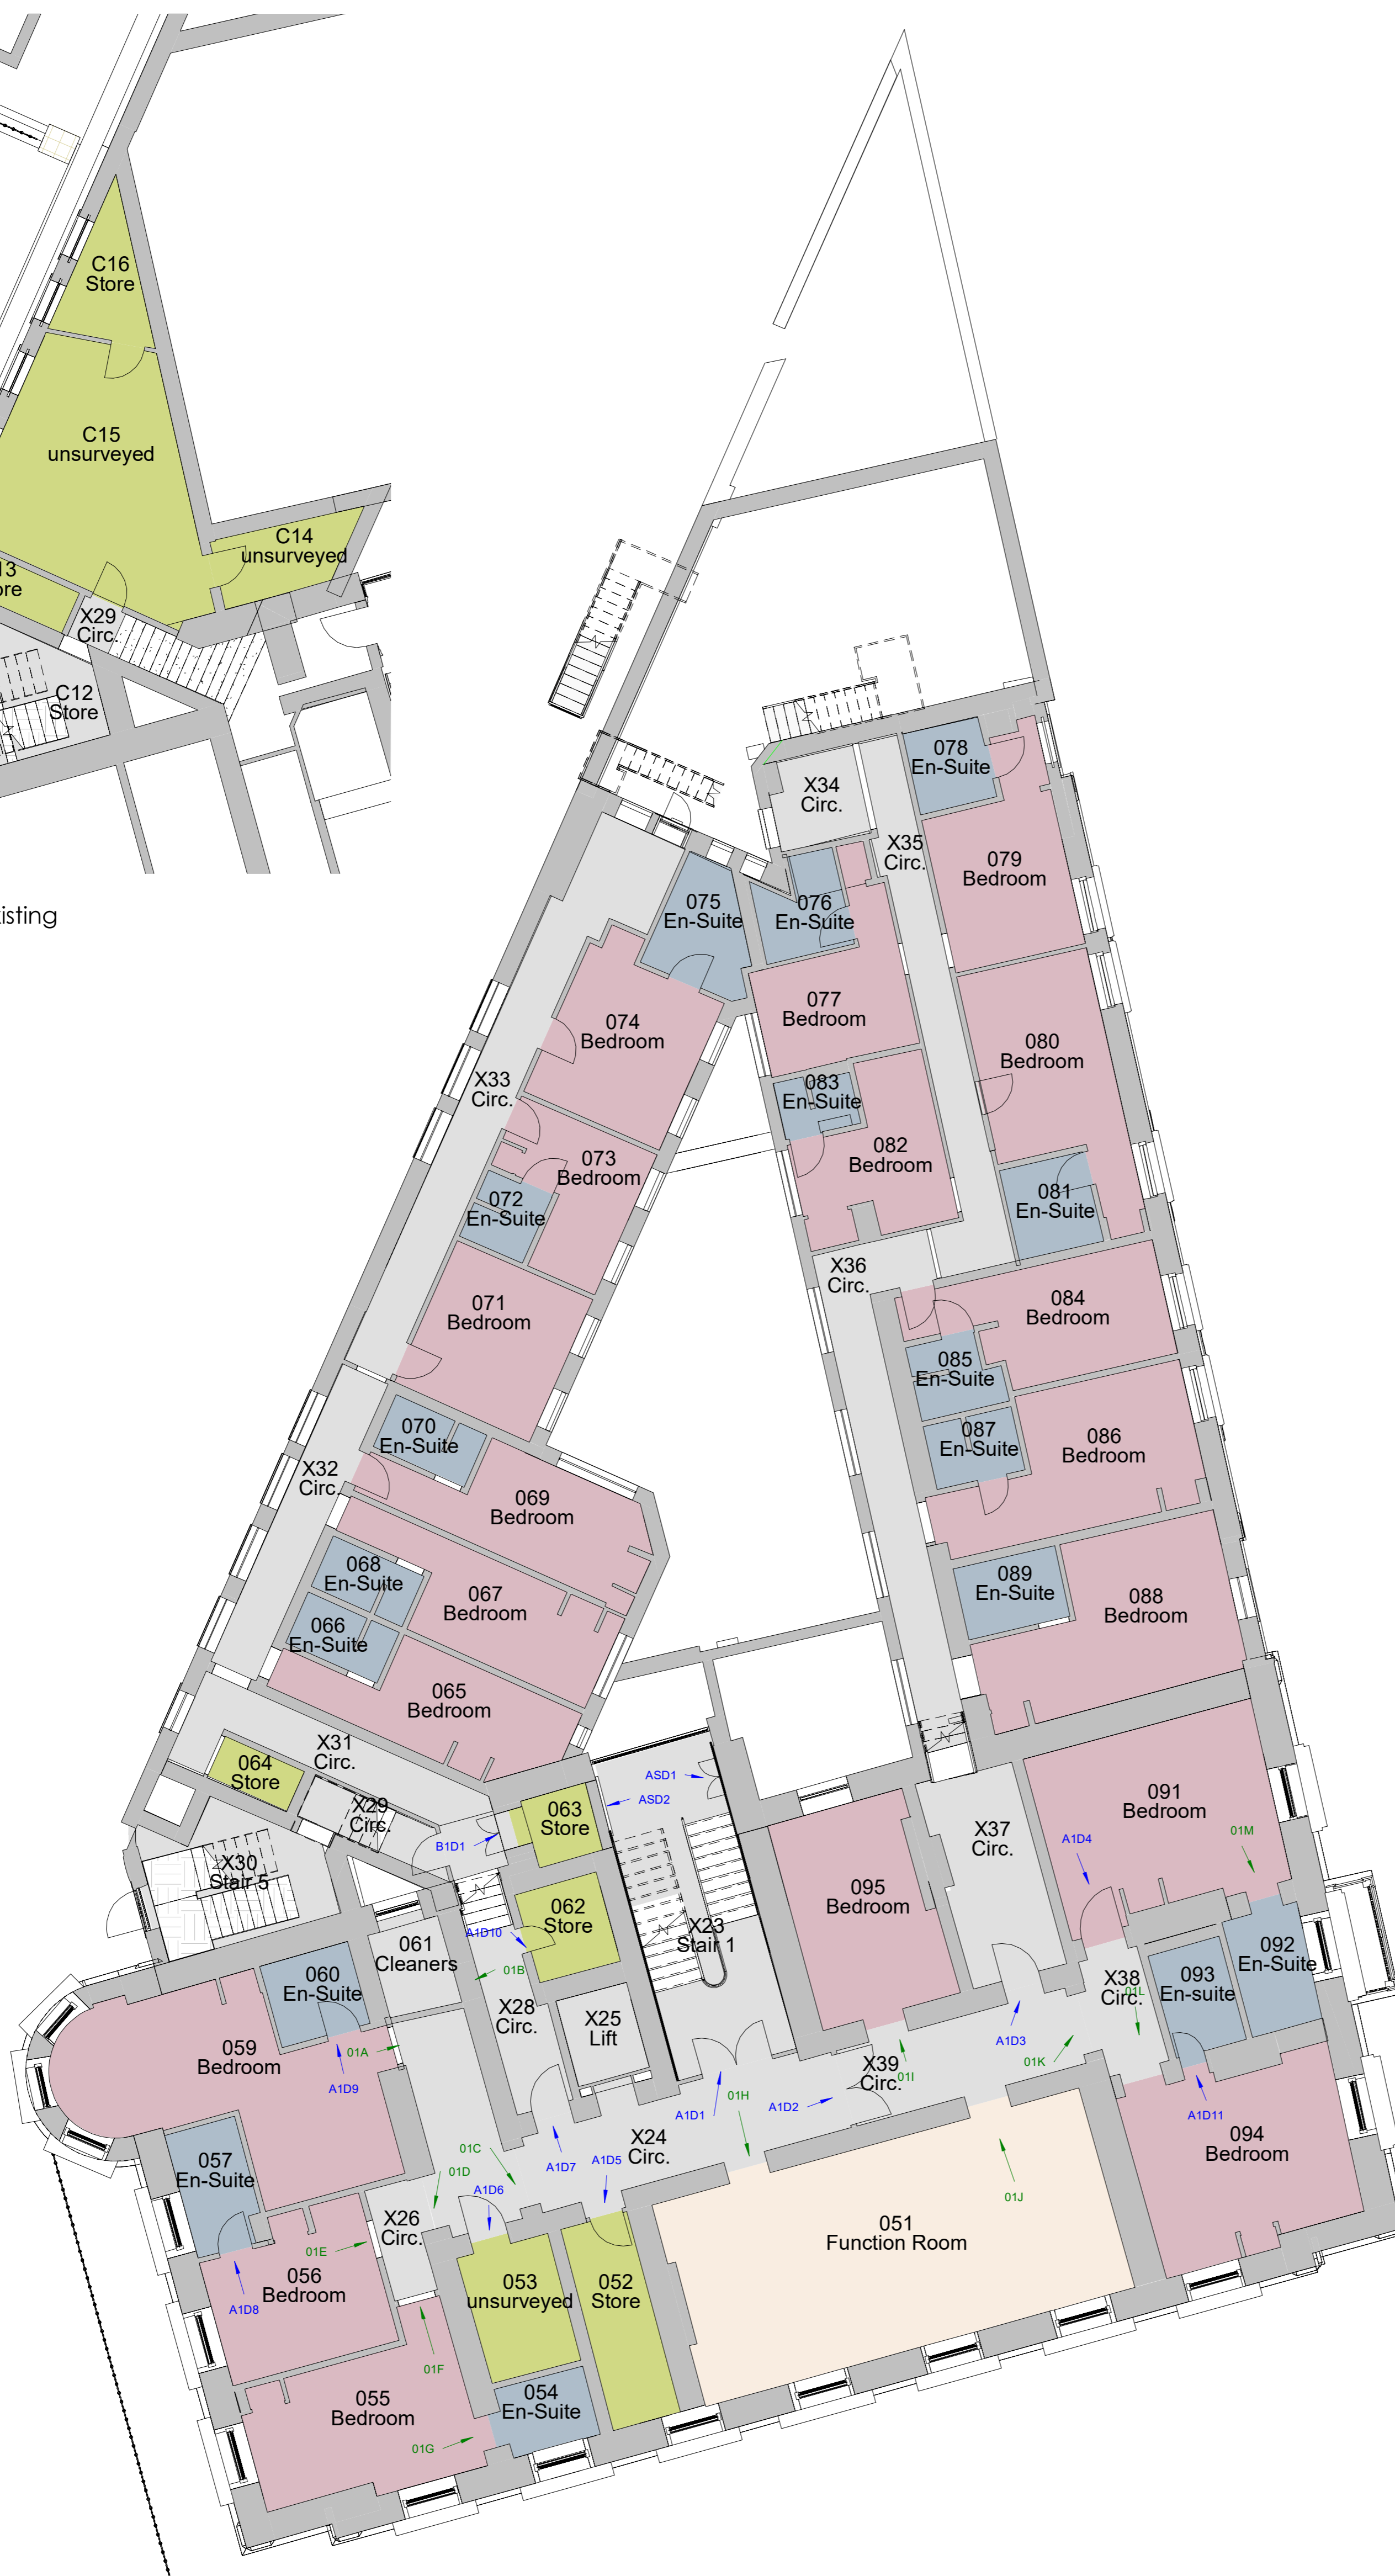 C16
Store
C15
unsurveyed
C14
unsurveyed
X29
Circ.
C12
Store
078
En-Suite
X34
Circ.
X35
Circ.
079
Bedroom
075
En-Suite
076
En-Suite
077
Bedroom
074
Bedroom
080
Bedroom
X33
Circ.
083
En-Suite
082
Bedroom
073
Bedroom
072
En-Suite
081
En-Suite
X36
Circ.
071
Bedroom
084
Bedroom
085
En-Suite
070
En-Suite
087
En-Suite
086
Bedroom
X32
Circ.
069
Bedroom
068
En-Suite
067
Bedroom
089
En-Suite
088
Bedroom
066
En-Suite
065
Bedroom
X31
Circ.
064
Store
X29
Circ.
063
Store
ASD1
ASD2
B1D1
091
Bedroom
A1D4
01M
X37
Circ.
X30
Stair 5
062
Store
095
Bedroom
A1D10
X23
Stair 1
061
Cleaners
01B
060
En-Suite
092
En-Suite
093
En-suite
X38
Circ.
01L
X28
Circ.
X25
Lift
059
Bedroom
01A
A1D9
A1D3
01K
X39
Circ.
01I
01H
A1D1
A1D2
A1D11
094
Bedroom
X24
Circ.
01C
01D
A1D7
A1D5
A1D6
057
En-Suite
01J
X26
Circ.
051
Function Room
01E
056
Bedroom
A1D8
053
unsurveyed
052
Store
01F
055
Bedroom
054
En-Suite
01G